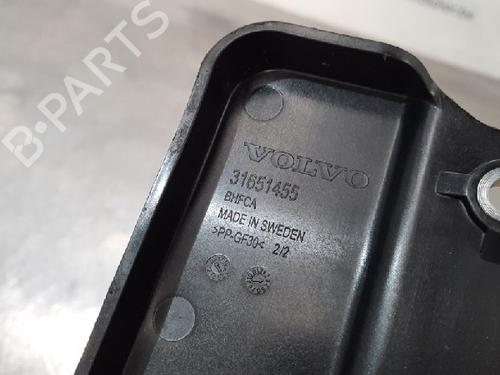 B-PARTS
VOLVO
31651455
BHFCA
MADE IN SWEDEN
>PP-GF30< 2/2